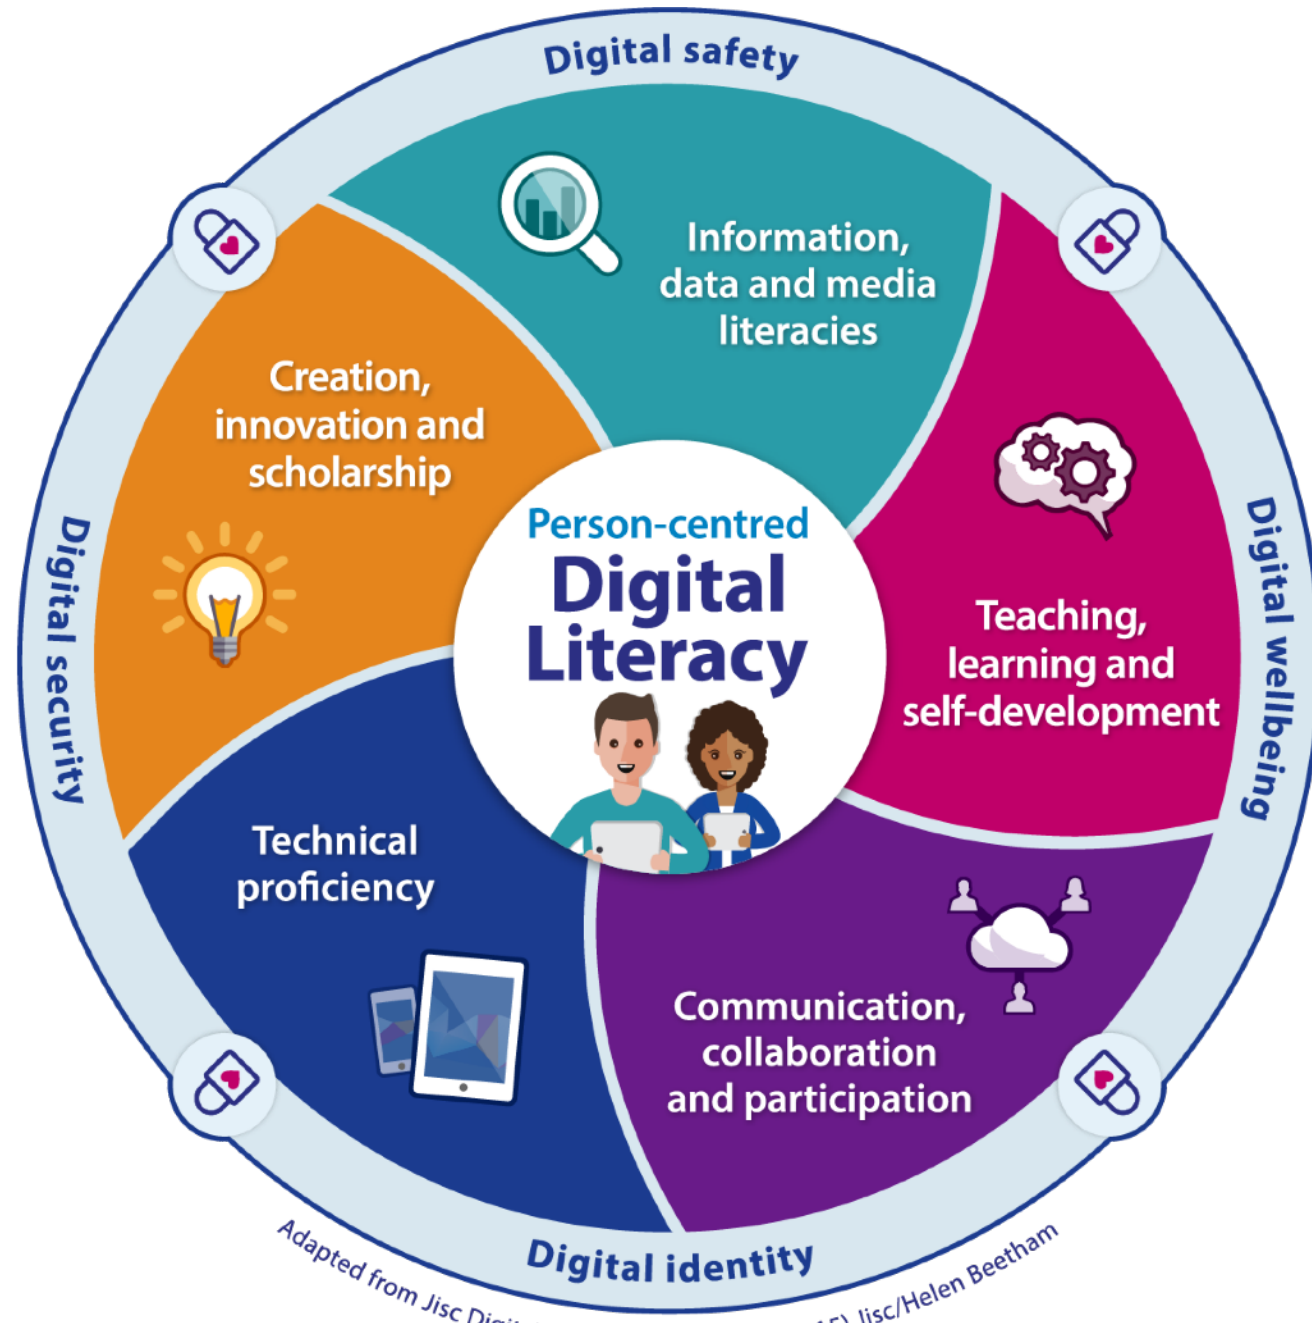 Digital safety
Information,
data and media
literacies
Creation,
innovation and
scholarship
Person-centred
Digital
Literacy
Teaching,
learning and
self-development
Digital security
Digital wellbeing
Technical
proficiency
Communication,
collaboration
and participation
Digital identity
Adapted from Jisc Jisc/Helen Beetham